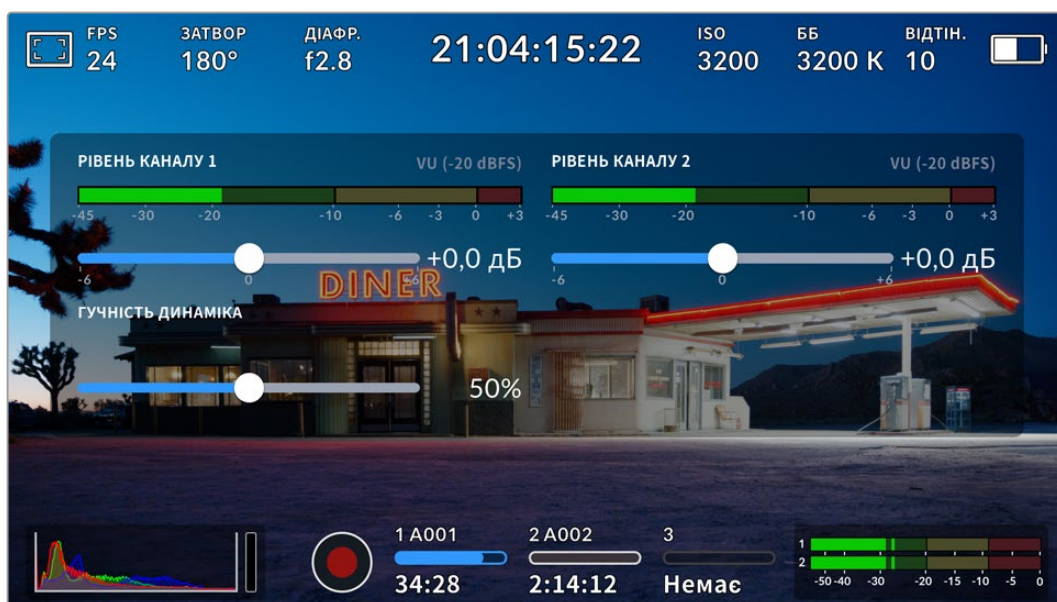 FPS ЗАТВОР ДІАФР. 21:04:15:22 ISO ББ ВІДТІН.
24 180° f2.8 3200 3200 K 10
РІВЕНЬ КАНАЛУ 1 VU (-20 dBFS) РІВЕНЬ КАНАЛУ 2 VU (-20 dBFS)
-45 -30 -20 -10 -6 -3 0 +3 -45 -30 -20 -10 -6 -3 0 +3
+0,0 дБ +0,0 дБ
-6 0 +6 -6 0 +6
DINER
ГУЧНІСТЬ ДИНАМІКА
50%
1 A001 2 A002 3
34:28 2:14:12 Немає
1
2
-50 -40 -30 -20 -15 -10 -5 0